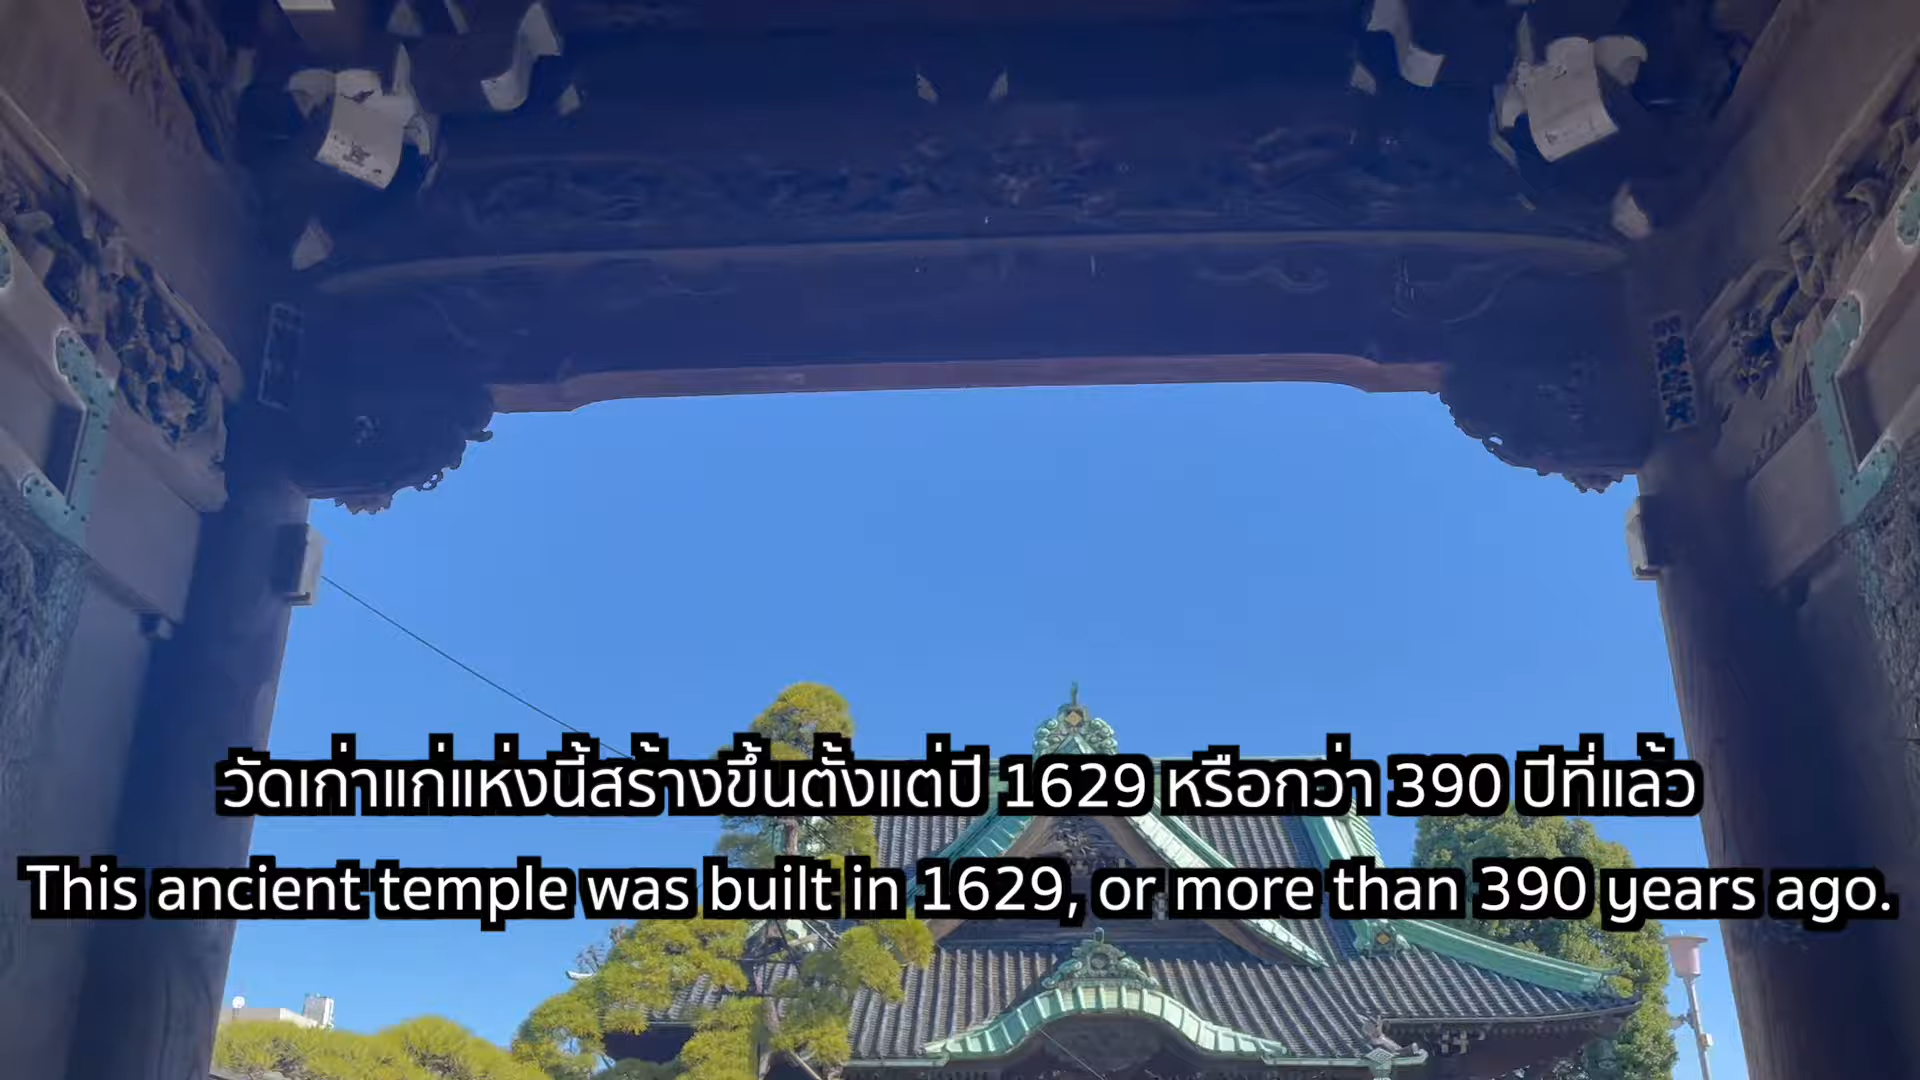 วัดเก่าแก่แห่งนี้สร้างขึ้นตั้งแต่ปี 1629 หรือกว่า 390 ปีที่แล้ว
This ancient temple was built in 1629, or more than 390 years ago.